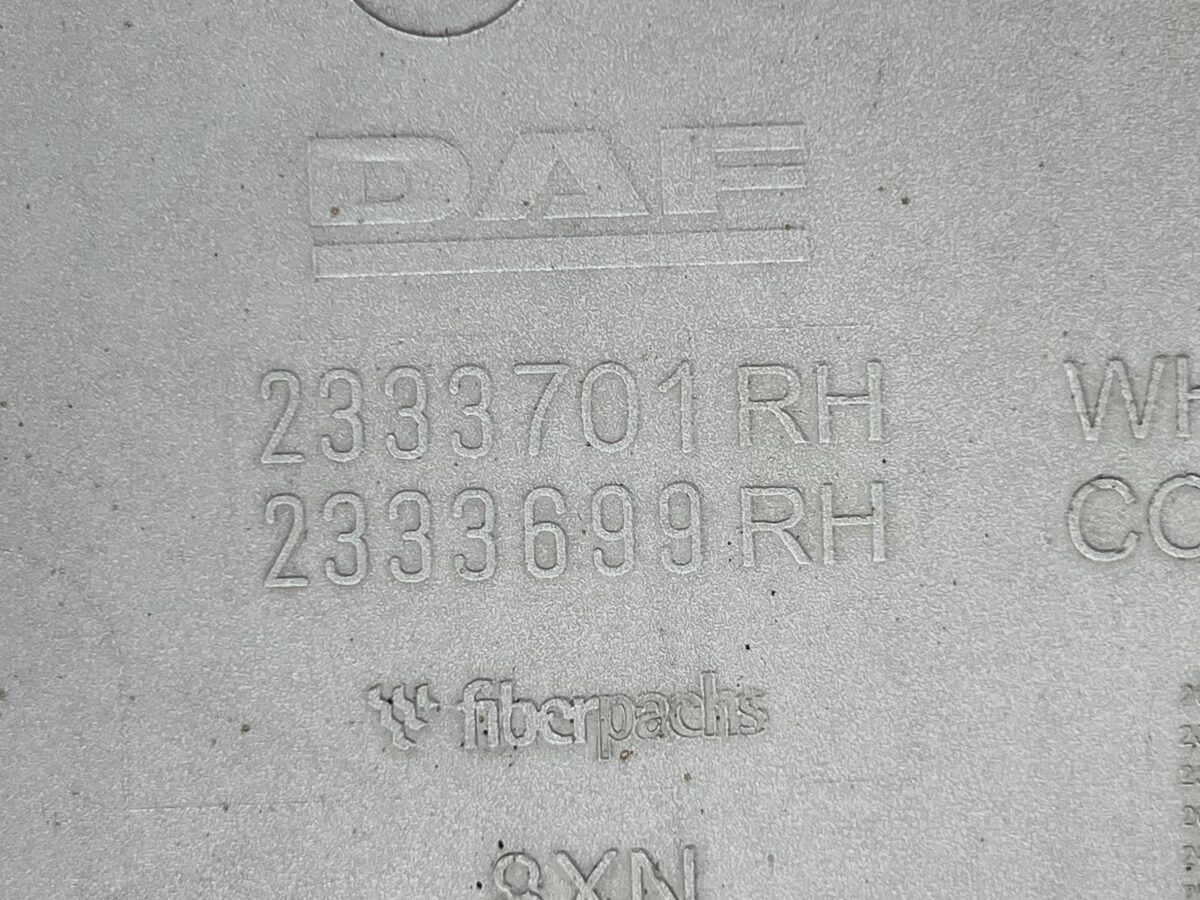 DAF
2333701 RH
2333699 RH
fiberpachs